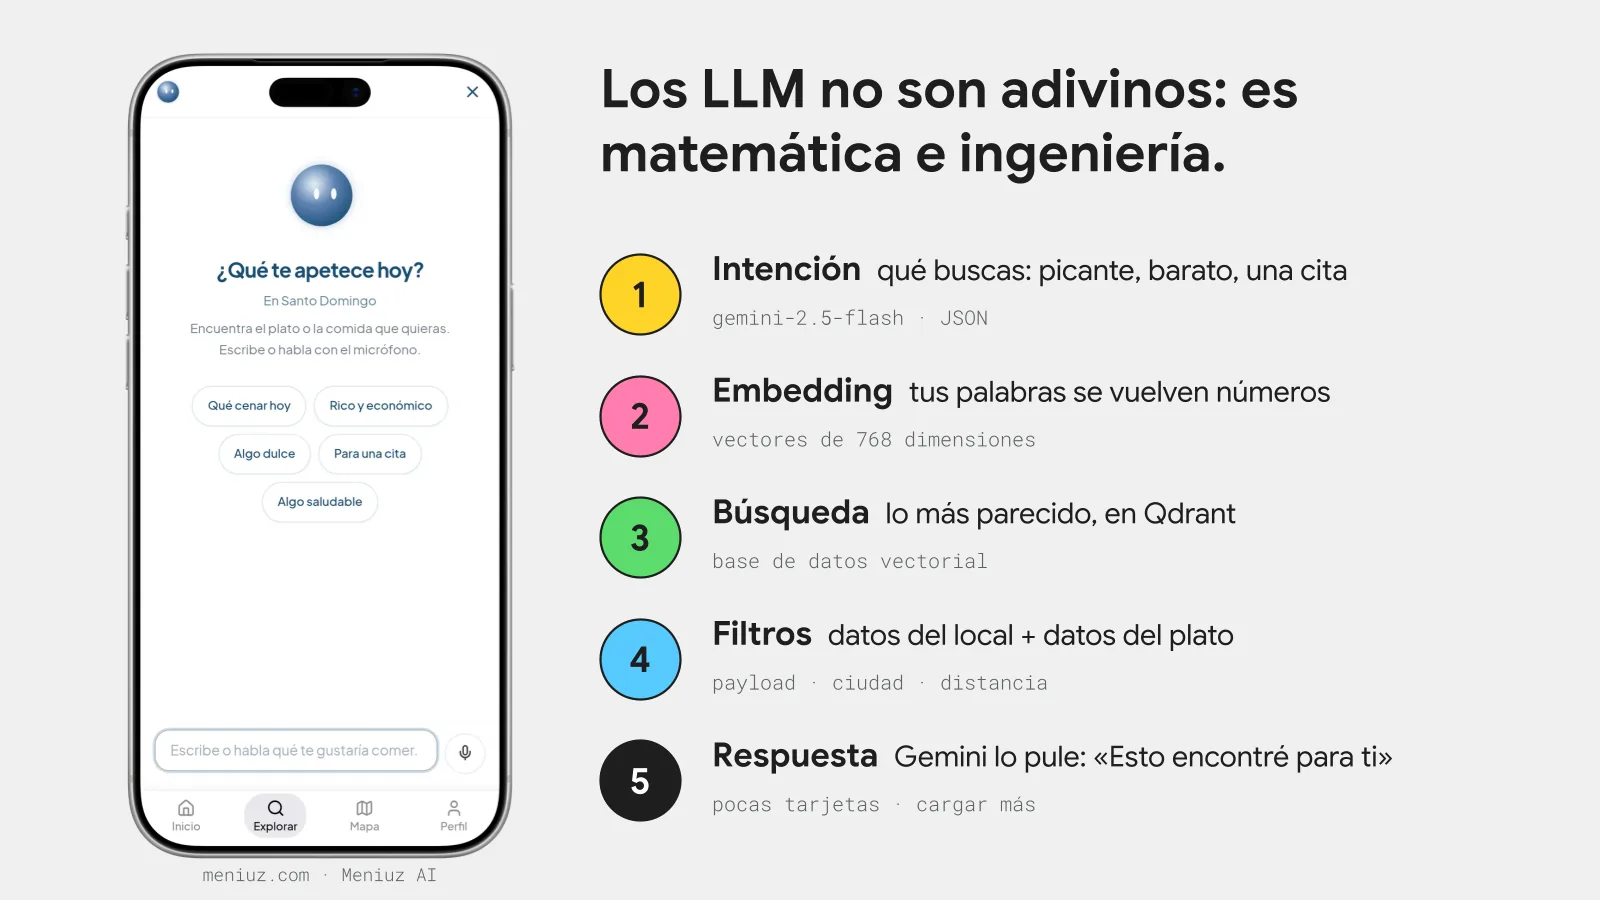 ¿Qué te apetece hoy?
En Santo Domingo
Encuentra el plato o la comida que quieras.
Escribe o habla con el micrófono.
Qué cenar hoy
Rico y económico
Algo dulce
Para una cita
Algo saludable
Escribe o habla qué te gustaría comer.
Inicio
Explorar
Mapa
Perfil
meniuz.com · Meniuz AI
Los LLM no son adivinos: es
matemática e ingeniería.
1
Intención qué buscas: picante, barato, una cita
gemini-2.5-flash · JSON
2
Embedding tus palabras se vuelven números
vectores de 768 dimensiones
3
Búsqueda lo más parecido, en Qdrant
base de datos vectorial
4
Filtros datos del local + datos del plato
payload · ciudad · distancia
5
Respuesta Gemini lo pule: «Esto encontré para ti»
pocas tarjetas · cargar más